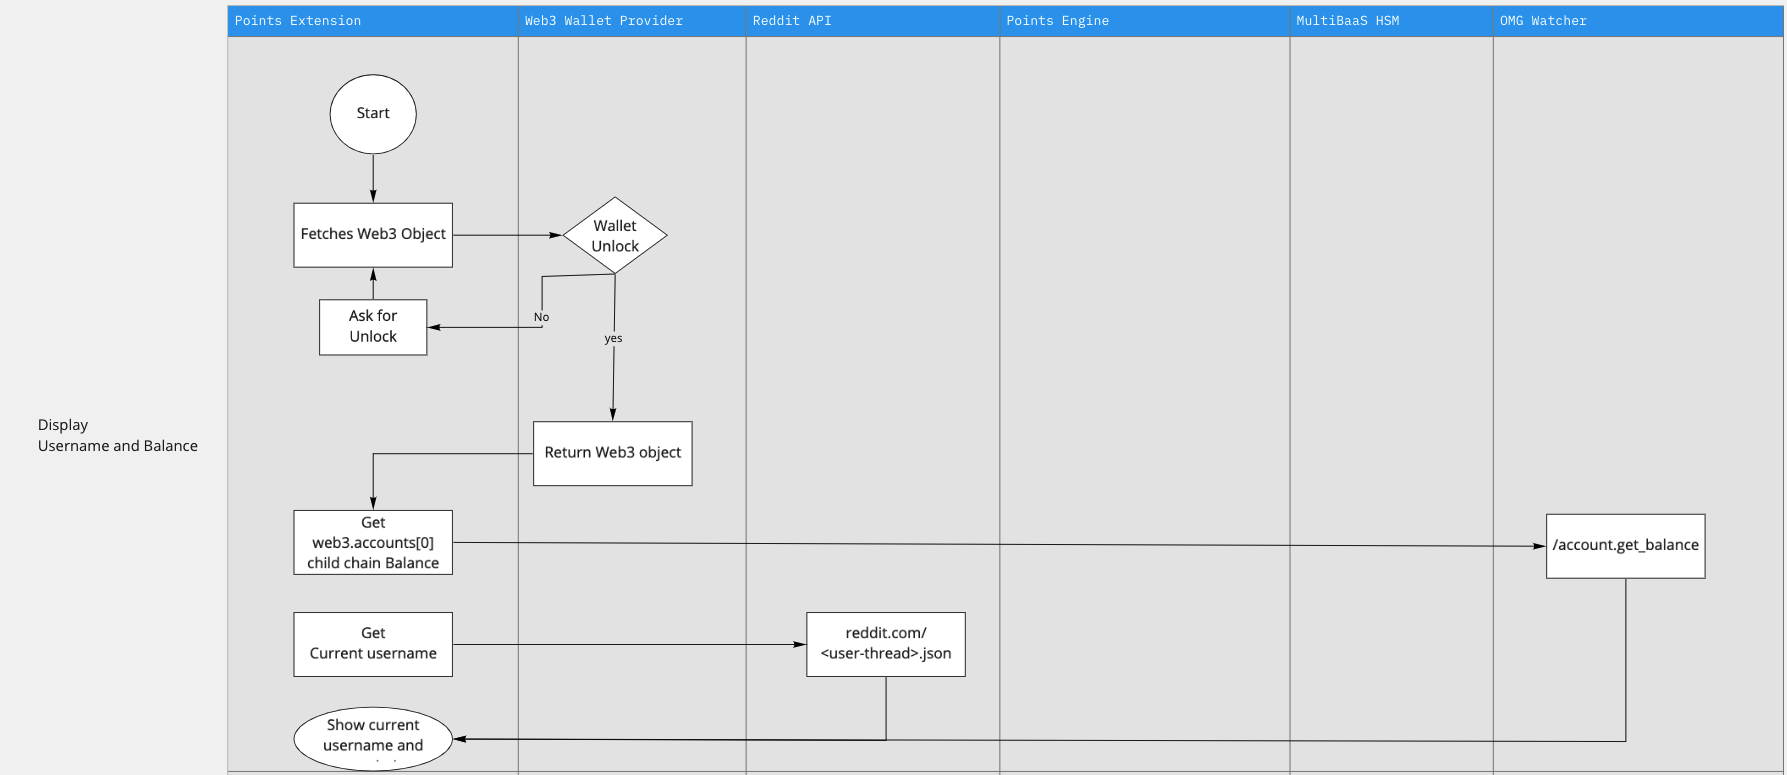 Points Extension
Web3 Wallet Provider
Reddit API
Points Engine
MultiBaaS HSM
OMG Watcher
Start
Fetches Web3 Object
Wallet
Unlock
Ask for
Unlock
No
yes
Display
Username and Balance
Return Web3 object
Get
web3.accounts[0]
child chain Balance
/account.get_balance
Get
Current username
reddit.com/
<user-thread>.json
Show current
username and